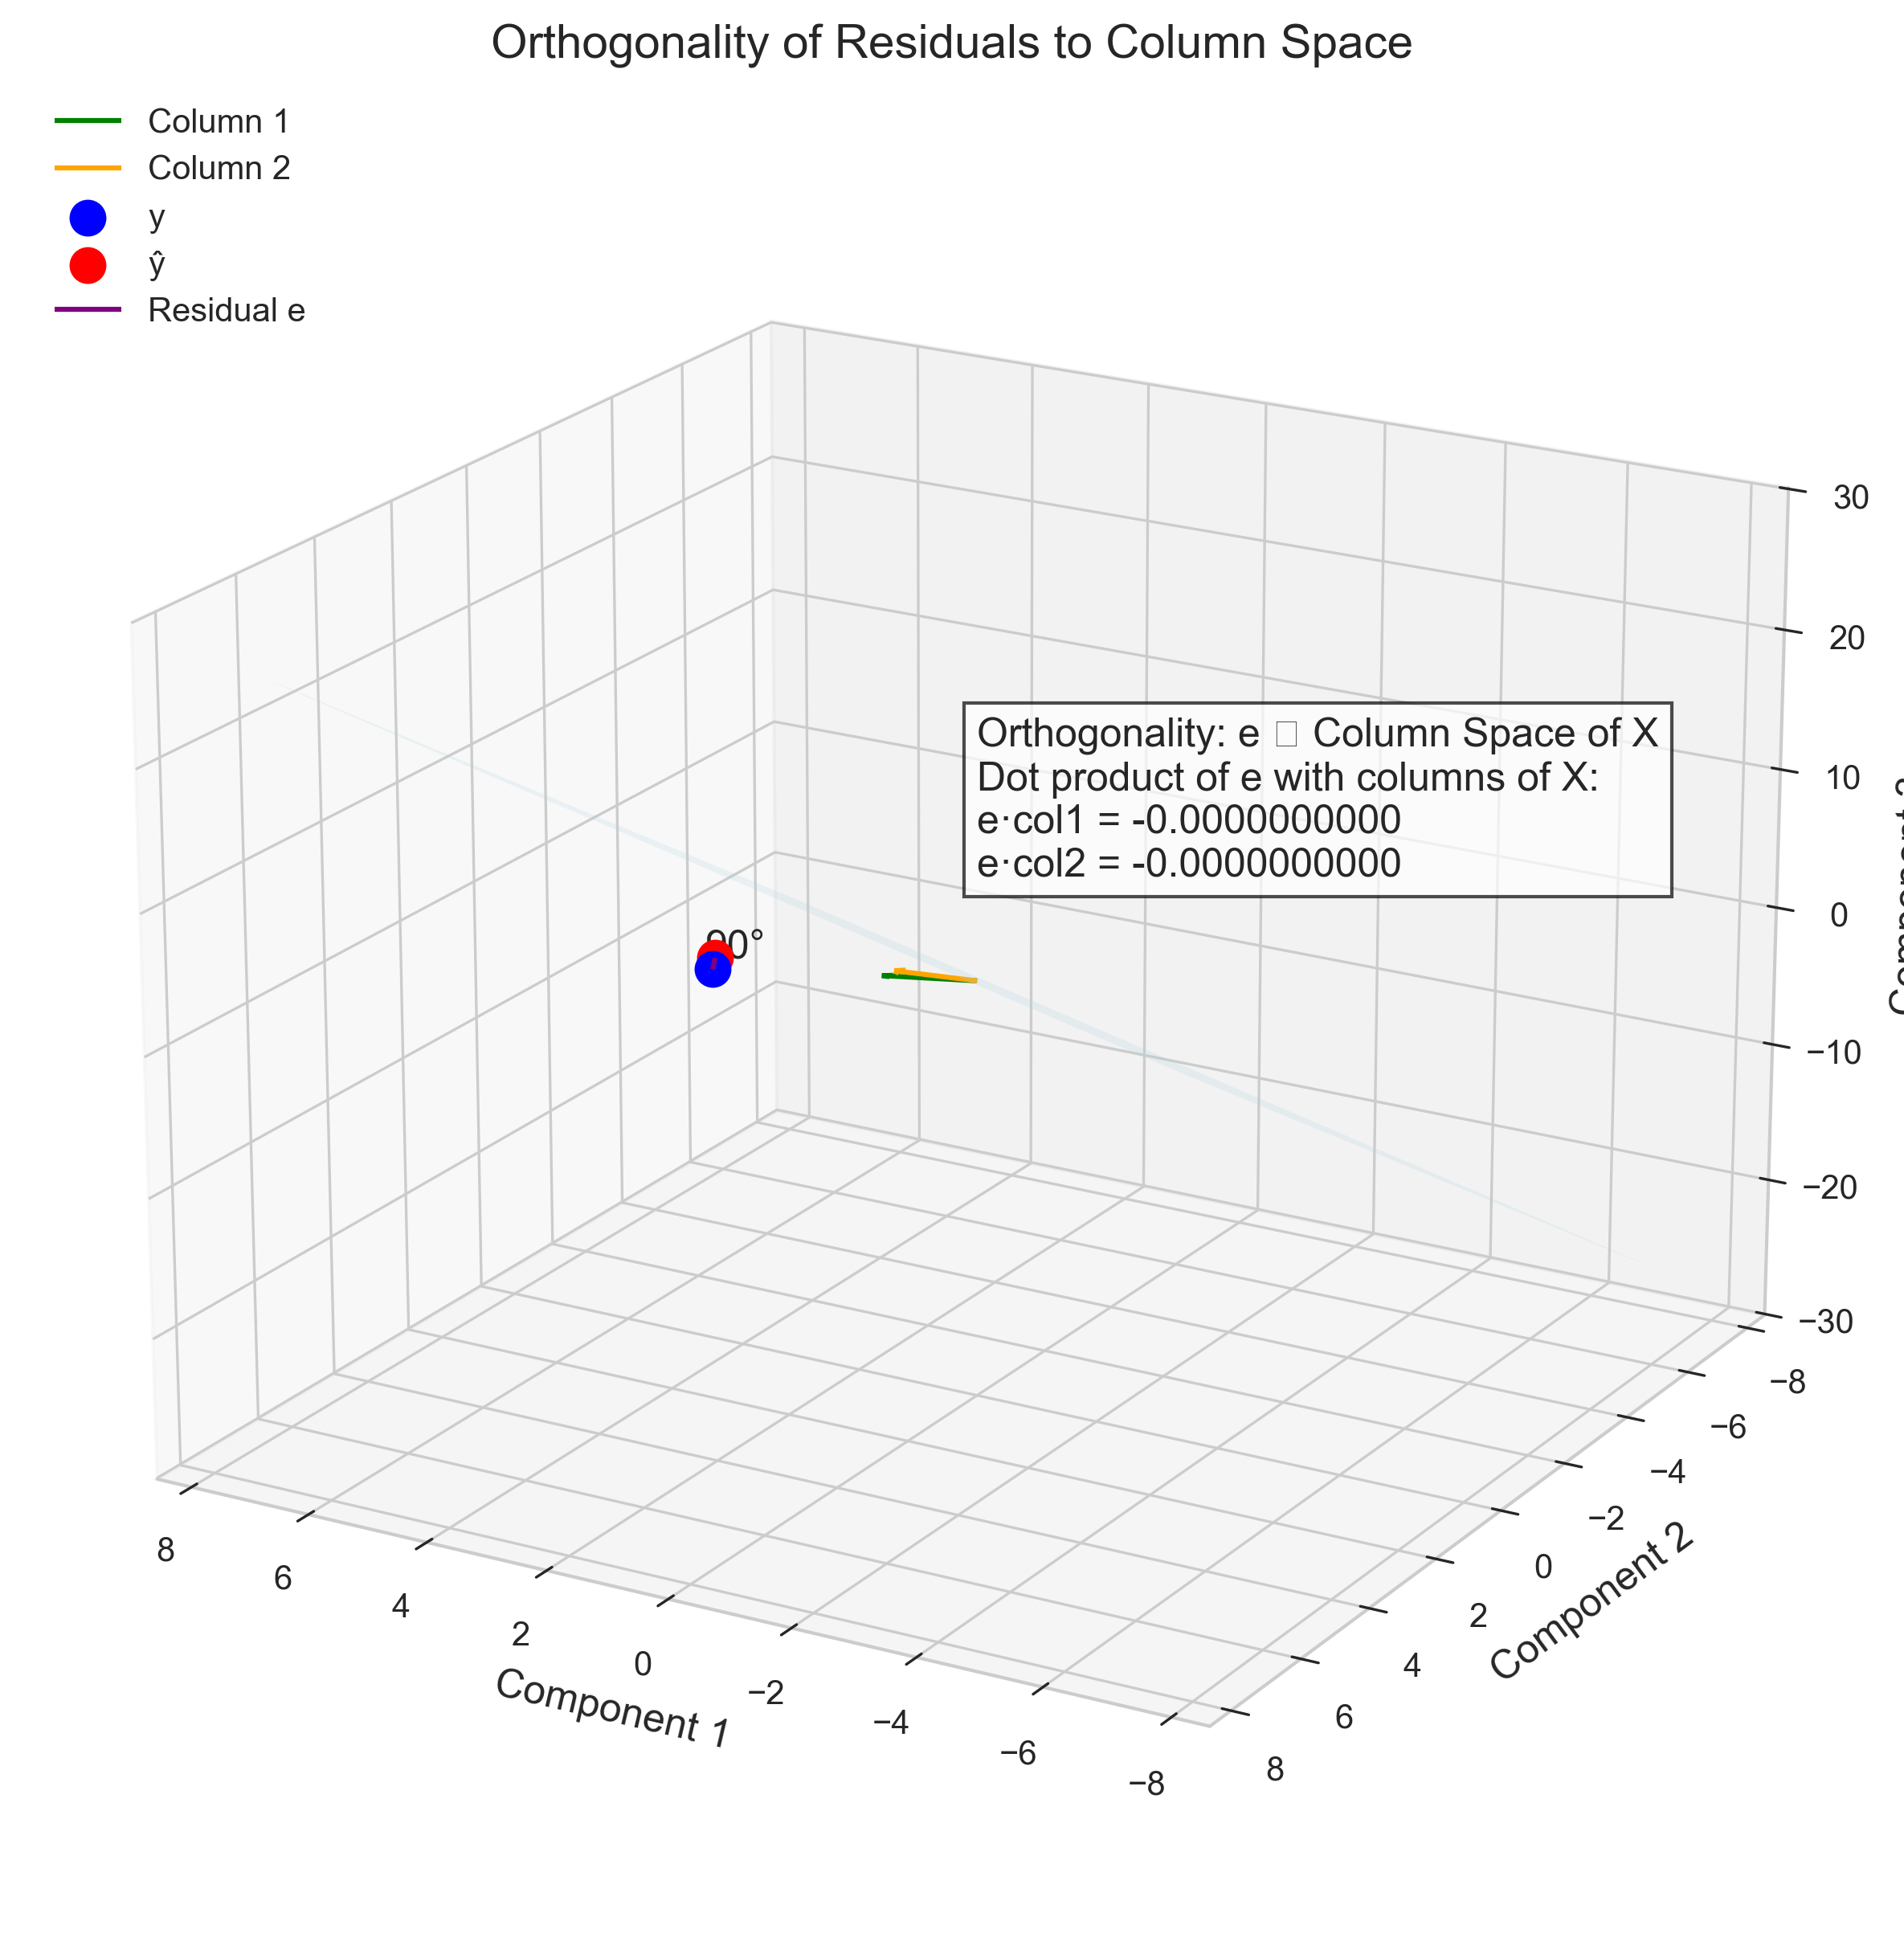 Orthogonality of Residuals to Column Space
Column 1
Column 2
y
ŷ
Residual e
30
20
10
0
−10
−20
−30
Orthogonality: e □ Column Space of X
Dot product of e with columns of X:
e·col1 = -0.0000000000
e·col2 = -0.0000000000
90°
8
6
4
2
0
−2
−4
−6
−8
Component 1
−8
−6
−4
−2
0
2
4
6
8
Component 2